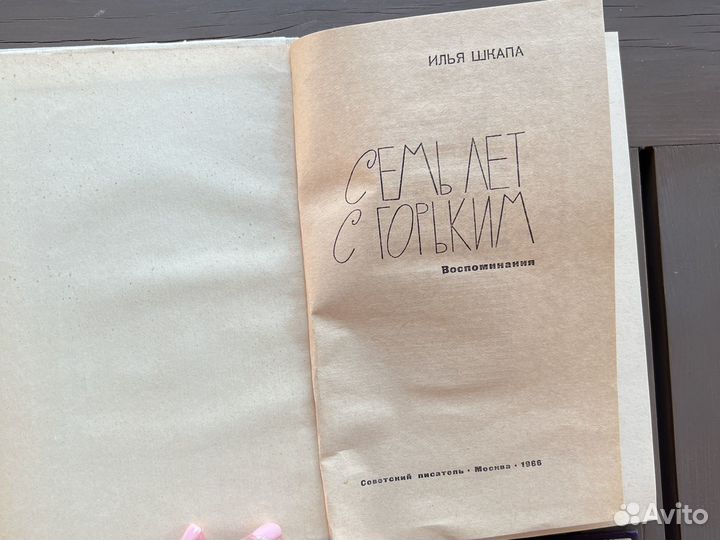 ИЛЬЯ ШКАПА
СЕМЬ ЛЕТ
С ГОРЬКИМ
Воспоминания
Советский писатель · Москва · 1966
Avito